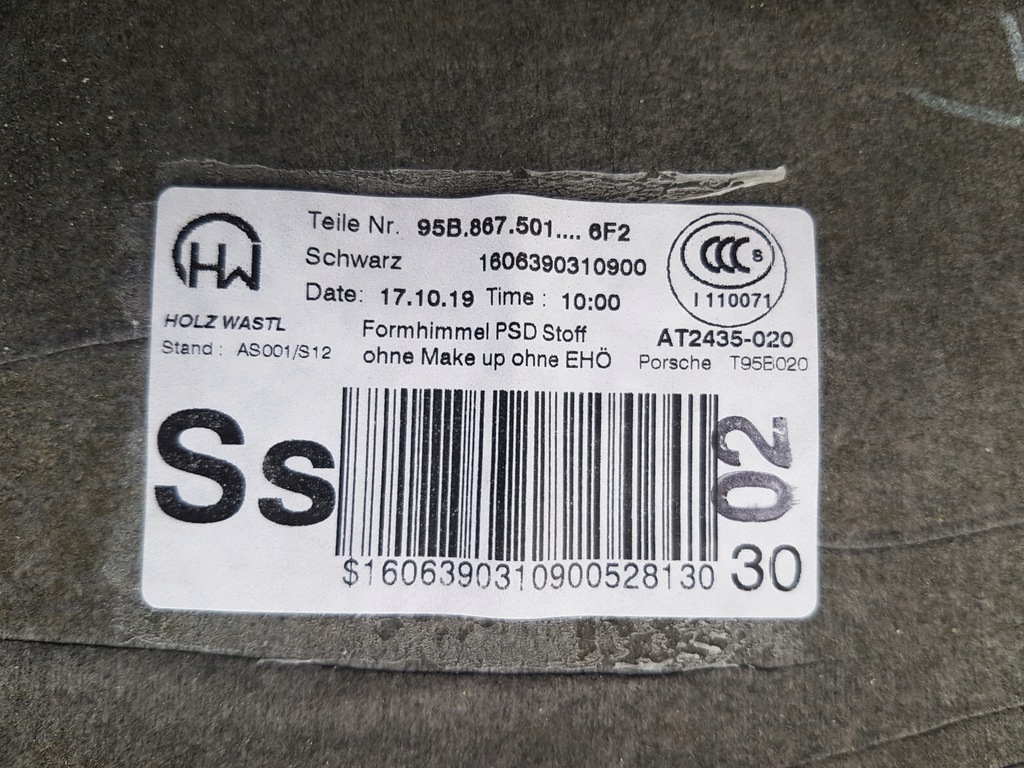 HW
Teile Nr. 95B.867.501.... 6F2
Schwarz 1606390310900
Date: 17.10.19 Time : 10:00
CCC S
I 110071
HOLZ WASTL
Stand : AS001/S12
Formhimmel PSD Stoff
ohne Make up ohne EHÖ
AT2435-020
Porsche T95B020
Ss
02
$1606390310900528130
30